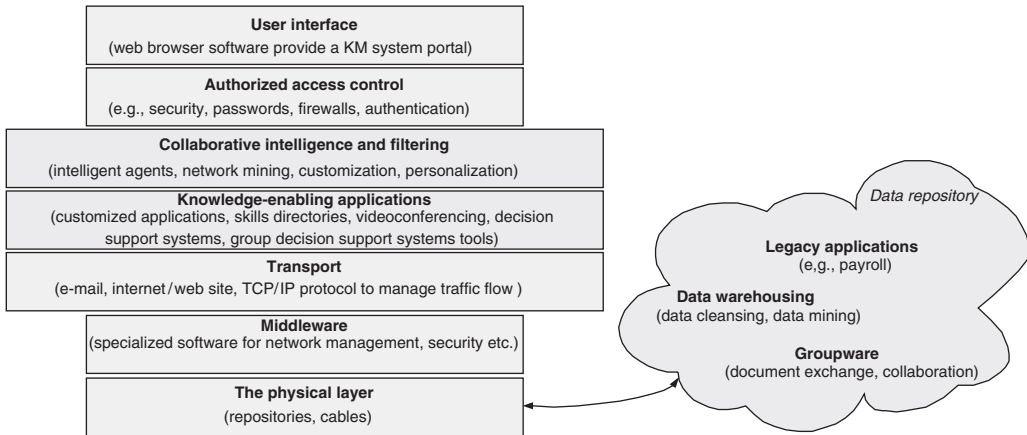 User interface
(web browser software provide a KM system portal)
Authorized access control
(e.g., security, passwords, firewalls, authentication)
Collaborative intelligence and filtering
(intelligent agents, network mining, customization, personalization)
Knowledge-enabling applications
(customized applications, skills directories, videoconferencing, decision
support systems, group decision support systems tools)
Transport
(e-mail, internet/web site, TCP/IP protocol to manage traffic flow )
Middleware
(specialized software for network management, security etc.)
The physical layer
(repositories, cables)
Data repository
Legacy applications
(e,g., payroll)
Data warehousing
(data cleansing, data mining)
Groupware
(document exchange, collaboration)